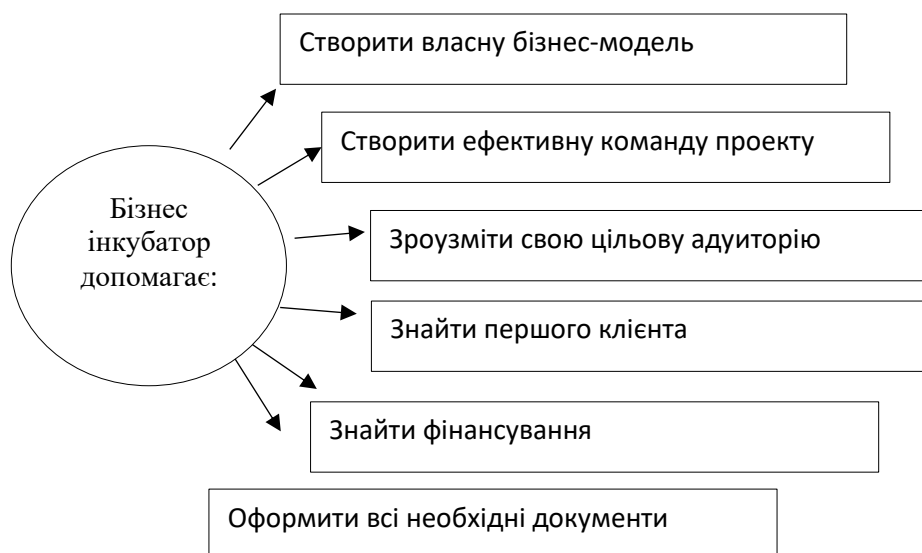 Створити власну бізнес-модель
Створити ефективну команду проекту
Бізнес
інкубатор
допомагає:
Зроузміти свою цільову адуиторію
Знайти першого клієнта
Знайти фінансування
Оформити всі необхідні документи